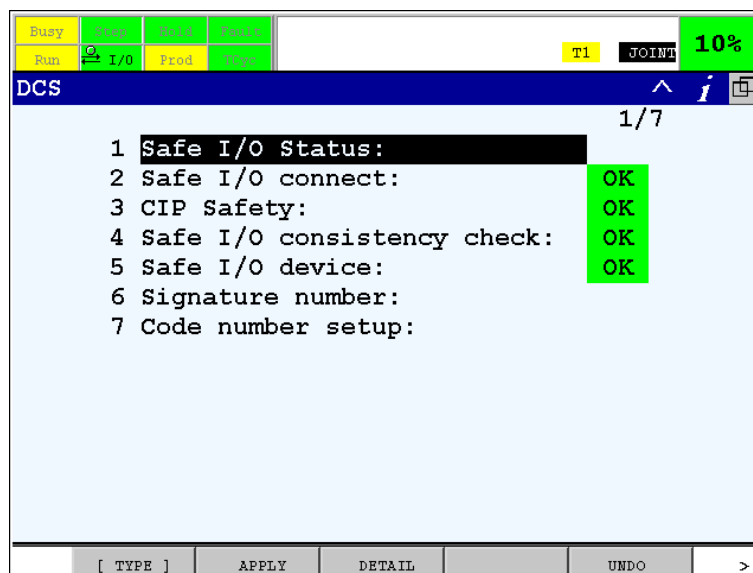 Busy Step Hold Fault
Run I/O Prod TCyc
T1 JOINT 10%
DCS
1/7
1 Safe I/O Status:
2 Safe I/O connect: OK
3 CIP Safety: OK
4 Safe I/O consistency check: OK
5 Safe I/O device: OK
6 Signature number:
7 Code number setup:
[ TYPE ] APPLY DETAIL UNDO >